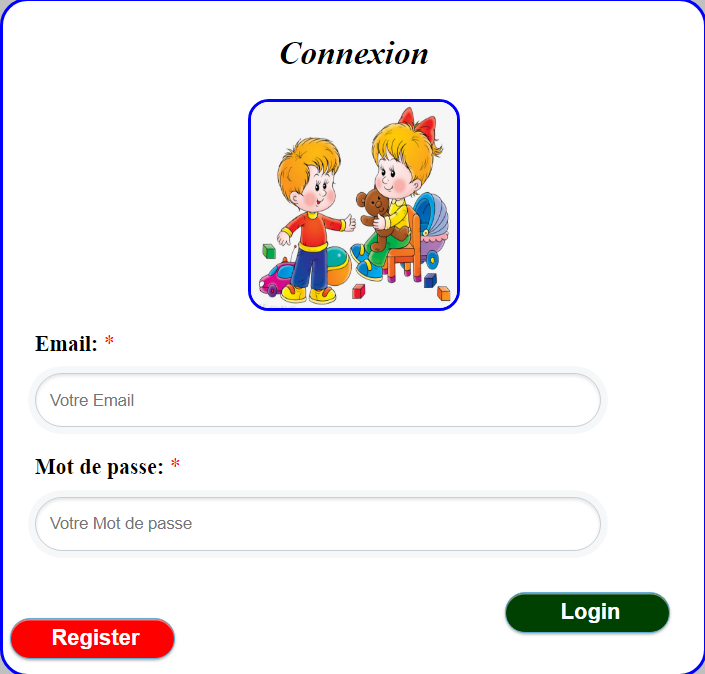 Connexion
Email: *
Votre Email
Mot de passe: *
Votre Mot de passe
Login
Register